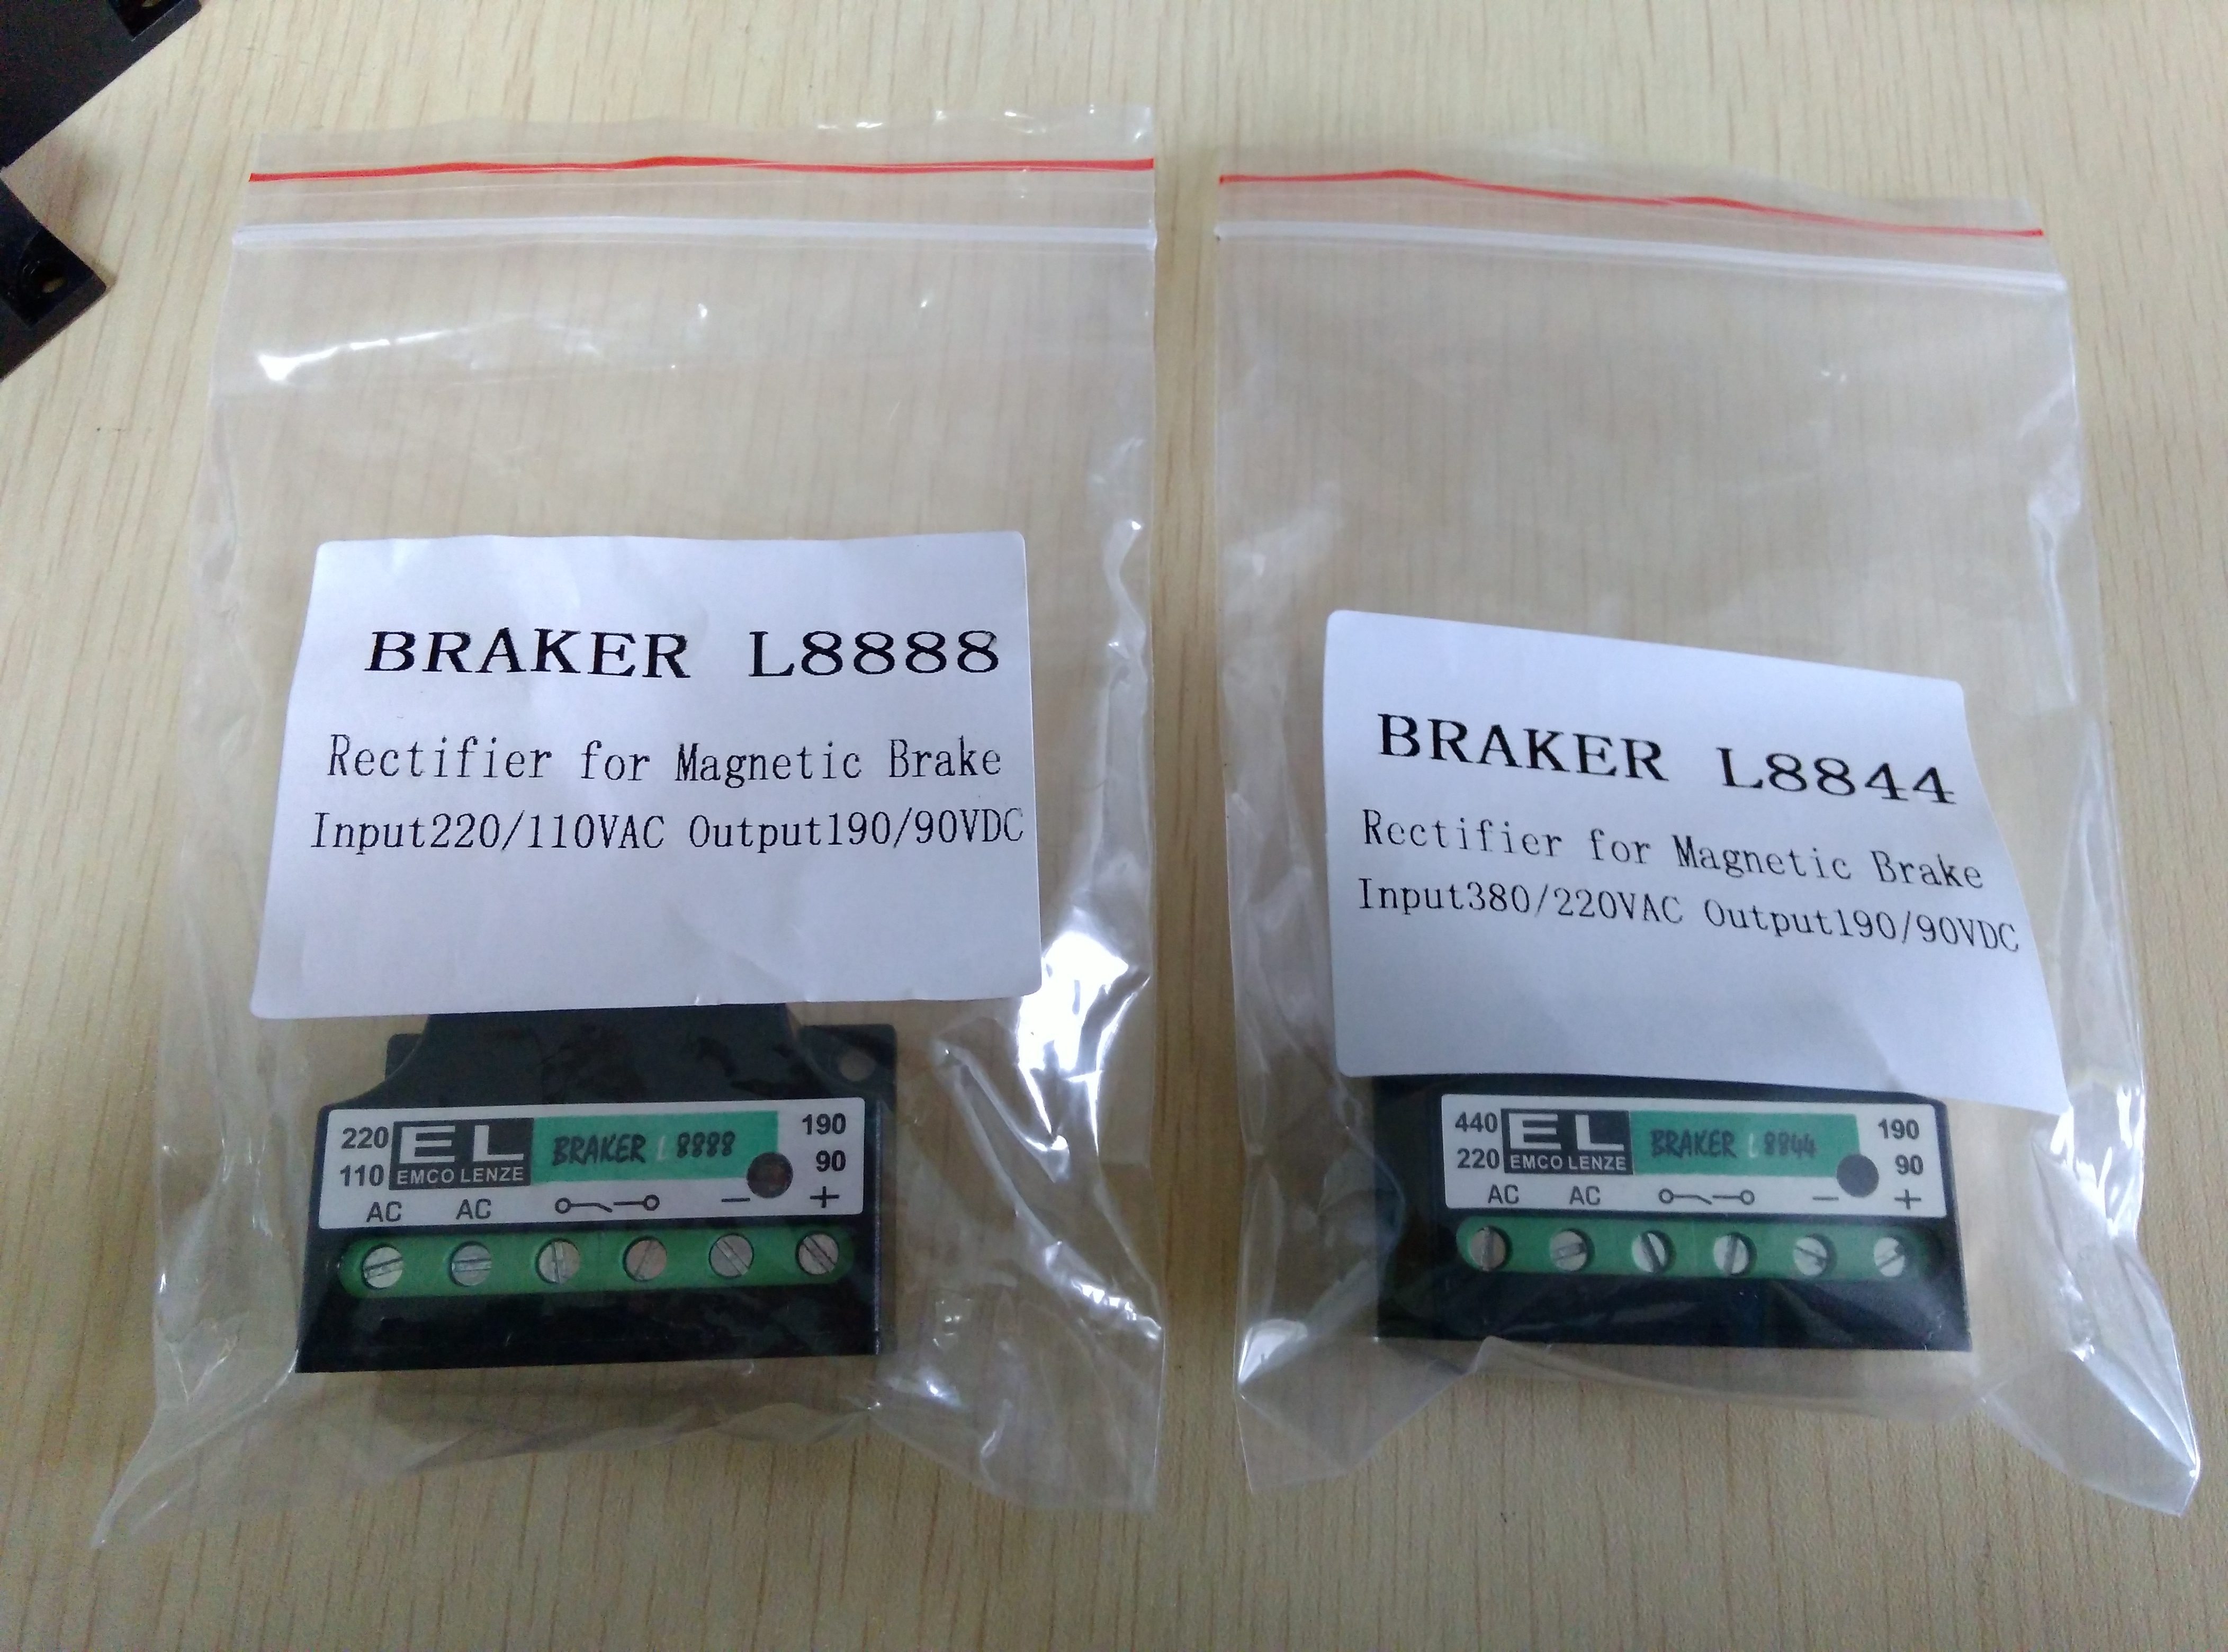 BRAKER L8888
Rectifier for Magnetic Brake
Input220/110VAC Output190/90VDC
220 EL BRAKER L 8888 190
110 EMCO LENZE 90
AC AC − +
BRAKER L8844
Rectifier for Magnetic Brake
Input380/220VAC Output190/90VDC
440 EL BRAKER L 8844 190
220 EMCO LENZE 90
AC AC − +